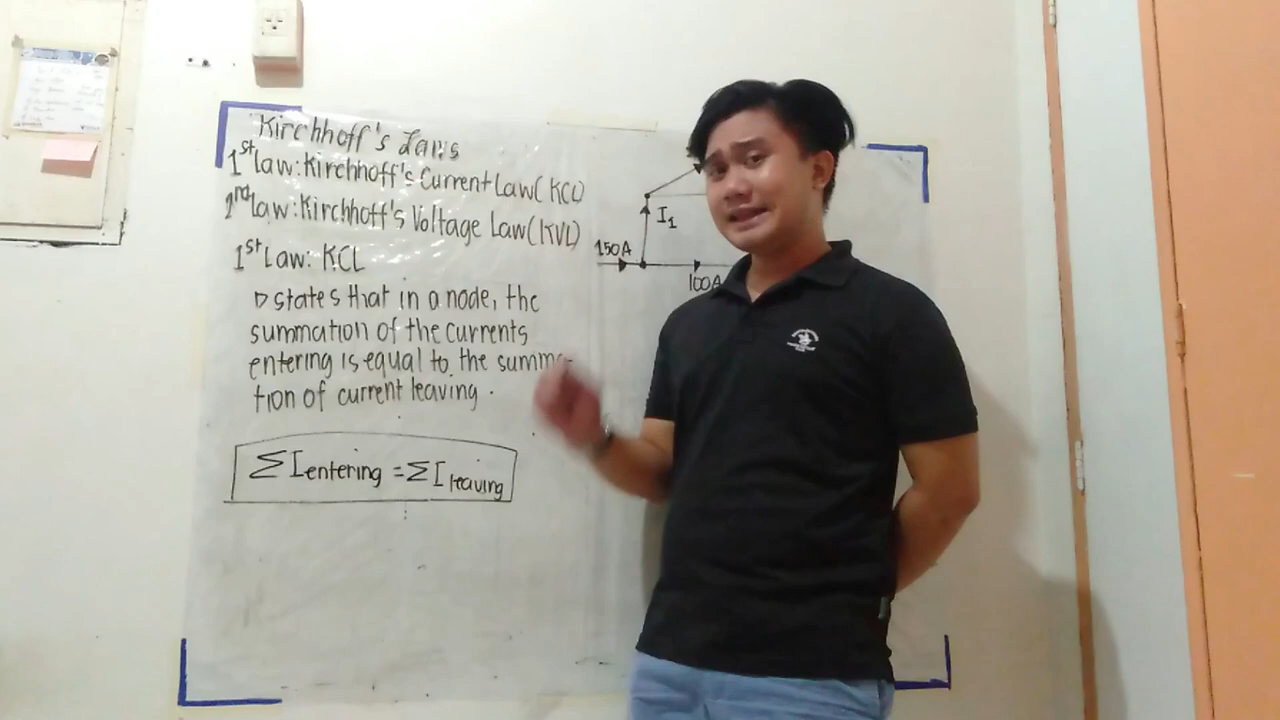 Kirchhoff's Laws
1st law: Kirchhoff's Current Law (KCL)
2nd law: Kirchhoff's Voltage Law (KVL)
1st Law: KCL
▷ states that in a node, the
summation of the currents
entering is equal to the summa
tion of current leaving.
∑ I entering = ∑ I leaving
I1
150A
100A